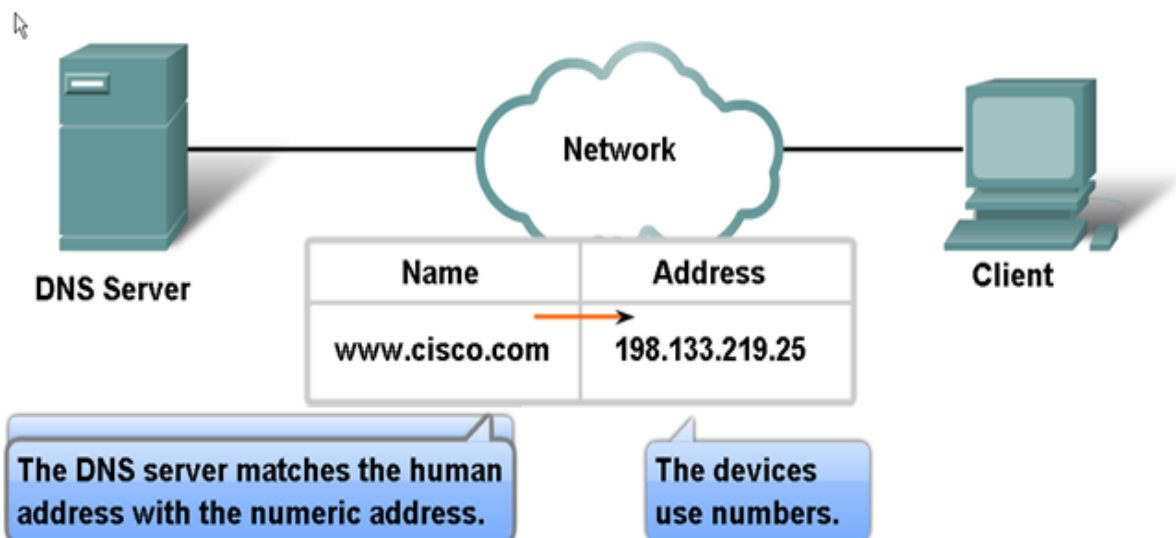 Network
DNS Server
Client
Name Address
www.cisco.com 198.133.219.25
The DNS server matches the human
address with the numeric address.
The devices
use numbers.